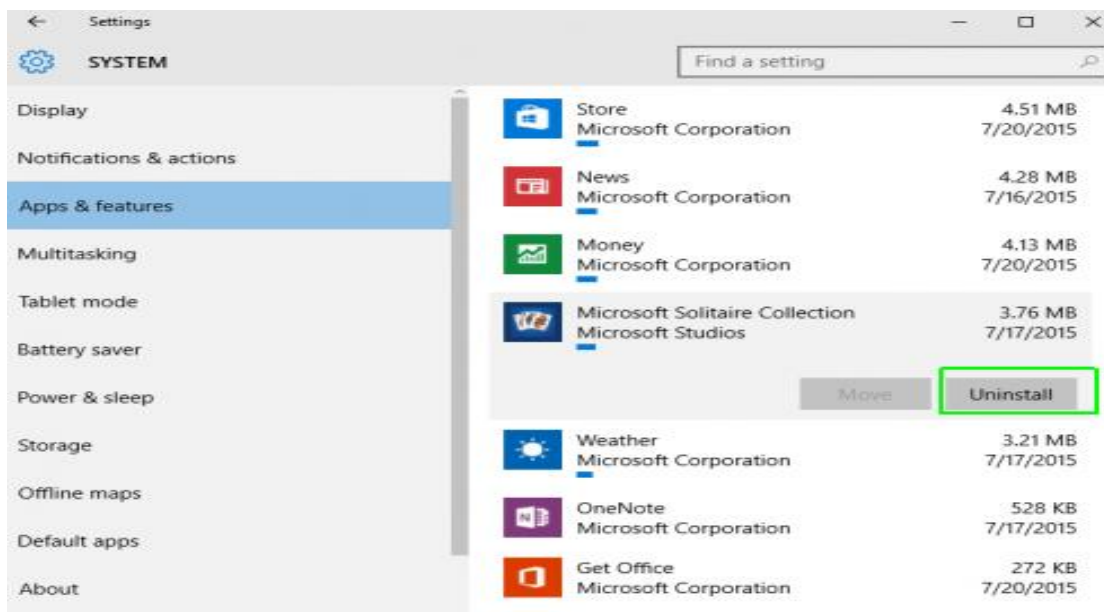 Settings
SYSTEM
Find a setting
Display
Notifications & actions
Apps & features
Multitasking
Tablet mode
Battery saver
Power & sleep
Storage
Offline maps
Default apps
About
Store 4.51 MB
Microsoft Corporation 7/20/2015
News 4.28 MB
Microsoft Corporation 7/16/2015
Money 4.13 MB
Microsoft Corporation 7/20/2015
Microsoft Solitaire Collection 3.76 MB
Microsoft Studios 7/17/2015
Move Uninstall
Weather 3.21 MB
Microsoft Corporation 7/17/2015
OneNote 528 KB
Microsoft Corporation 7/17/2015
Get Office 272 KB
Microsoft Corporation 7/20/2015